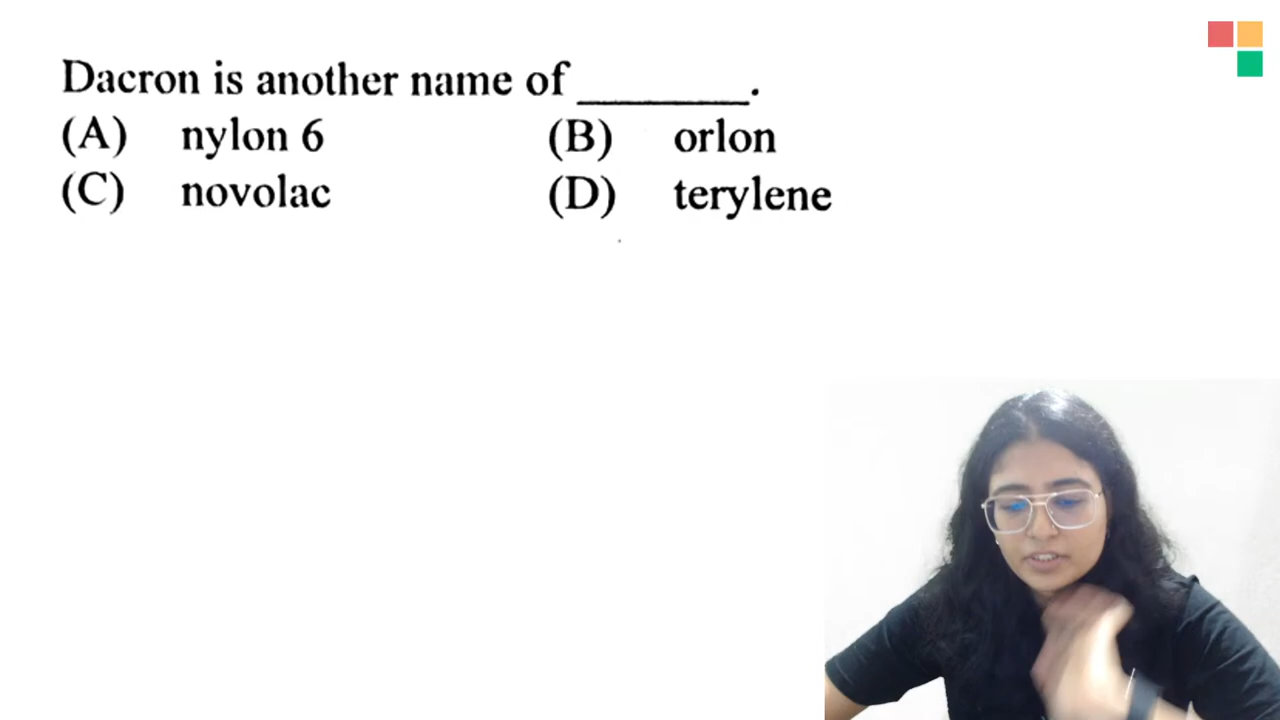 Dacron is another name of ________.
(A) nylon 6 (B) orlon
(C) novolac (D) terylene